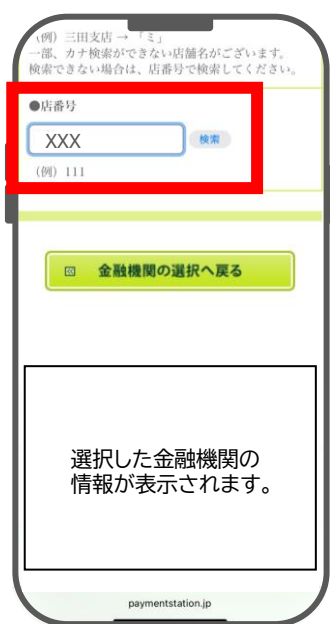 (例) 三田支店 → 「ミ」
一部、カナ検索ができない店舗名がございます。
検索できない場合は、店番号で検索してください。
●店番号
XXX 検索
(例) 111
金融機関の選択へ戻る
選択した金融機関の
情報が表示されます。
paymentstation.jp